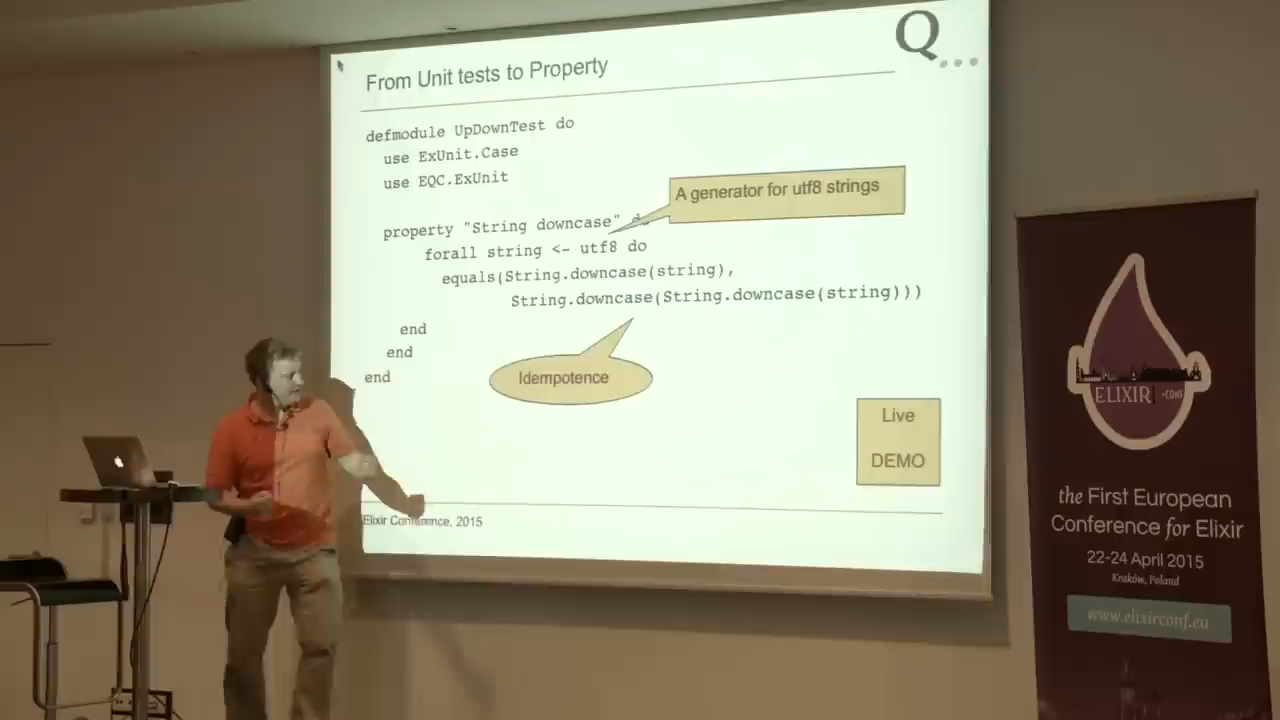 Q...
From Unit tests to Property
defmodule UpDownTest do
use ExUnit.Case
use EQC.ExUnit
A generator for utf8 strings
property "String downcase" do
forall string <- utf8 do
equals(String.downcase(string),
String.downcase(String.downcase(string)))
end
end
end
Idempotence
Live
DEMO
Elixir Conference, 2015
ELIXIR
-CONF
the First European
Conference for Elixir
22-24 April 2015
Kraków, Poland
www.elixirconf.eu